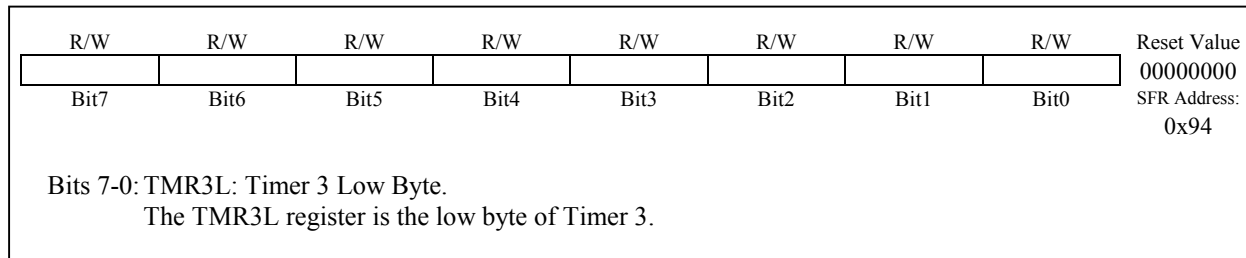 R/W R/W R/W R/W R/W R/W R/W R/W Reset Value
00000000
Bit7 Bit6 Bit5 Bit4 Bit3 Bit2 Bit1 Bit0 SFR Address:
0x94
Bits 7-0: TMR3L: Timer 3 Low Byte.
The TMR3L register is the low byte of Timer 3.